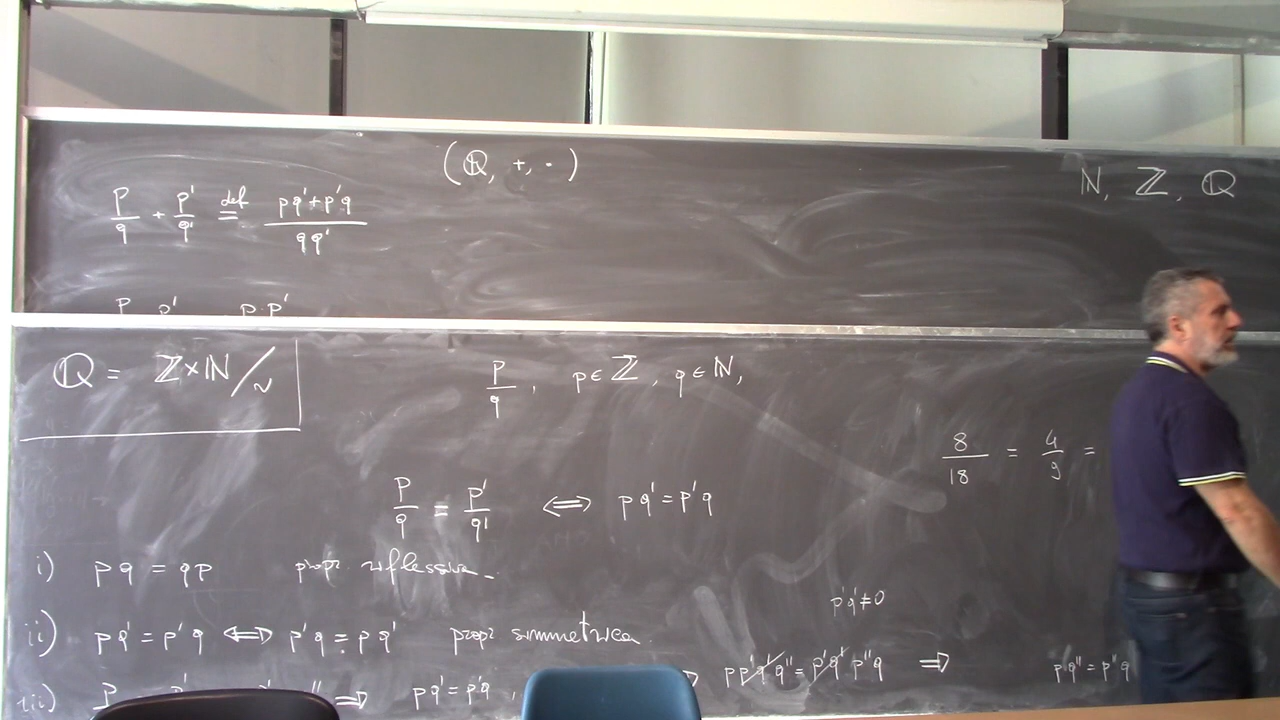 (ℚ, +, ·)
ℕ, ℤ, ℚ
p/q + p'/q' =def (pq'+p'q)/(qq')
p p' p·p'
ℚ = ℤ×ℕ/~
p/q , p∈ℤ, q∈ℕ,
8/18 = 4/9 =
p/q = p'/q' ⟺ pq' = p'q
i) pq = qp propr. riflessiva
p'q'≠0
ii) pq' = p'q ⟺ p'q = pq' propr simmetrica
iii) p p' ⟹ pq' = p'q , pp'q'q'' = p'q'p''q ⟹ pq'' = p''q